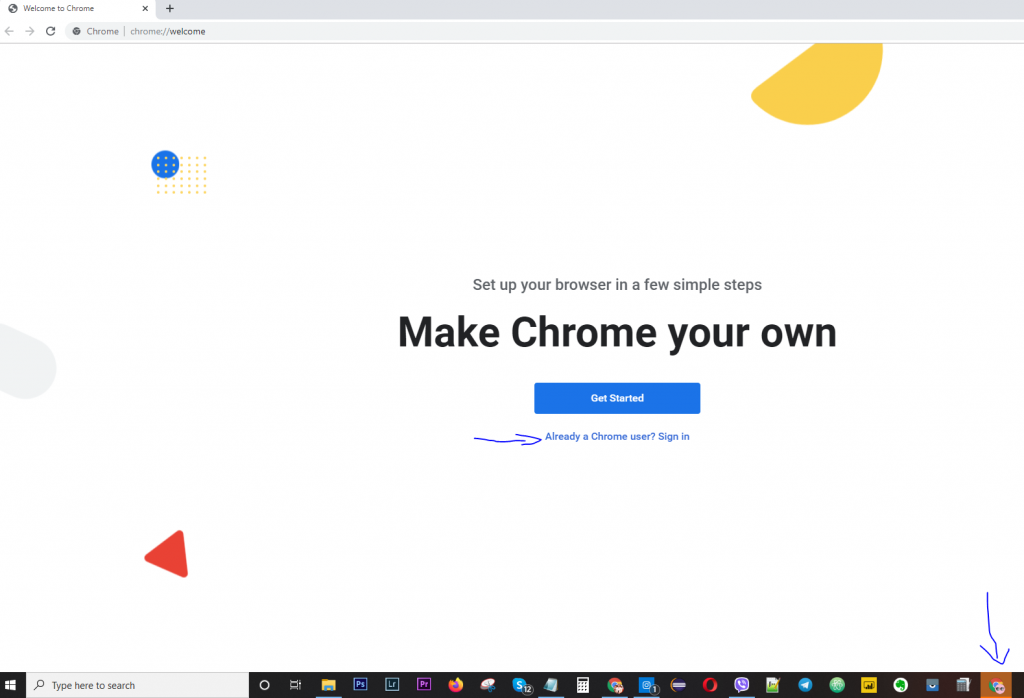 Welcome to Chrome
Chrome
chrome://welcome
Set up your browser in a few simple steps
Make Chrome your own
Get Started
Already a Chrome user? Sign in
Type here to search
Ps
Lr
Pr
S
12
1